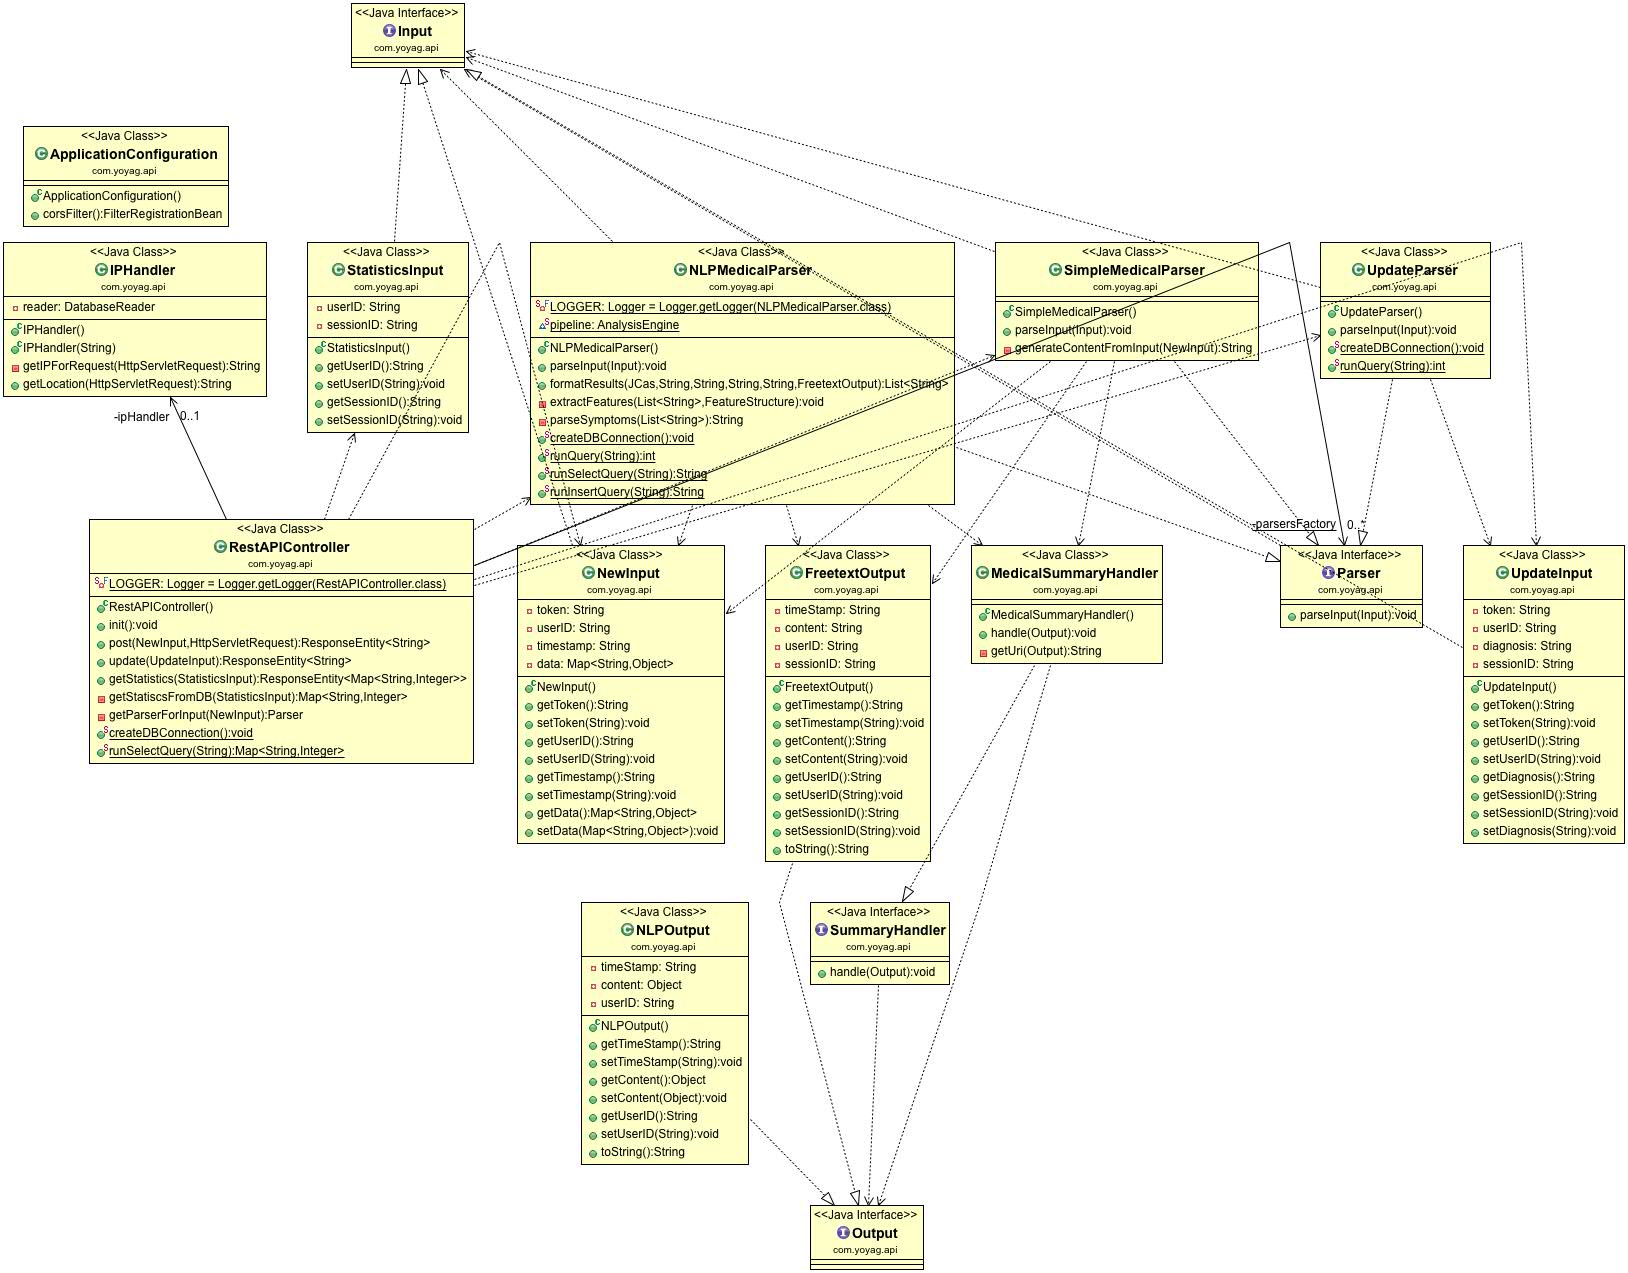 <<Java Interface>>
Input
com.yoyag.api
<<Java Class>>
ApplicationConfiguration
com.yoyag.api
ApplicationConfiguration()
corsFilter():FilterRegistrationBean
<<Java Class>>
IPHandler
com.yoyag.api
reader: DatabaseReader
IPHandler()
IPHandler(String)
getIPForRequest(HttpServletRequest):String
getLocation(HttpServletRequest):String
<<Java Class>>
StatisticsInput
com.yoyag.api
userID: String
sessionID: String
StatisticsInput()
getUserID():String
setUserID(String):void
getSessionID():String
setSessionID(String):void
<<Java Class>>
NLPMedicalParser
com.yoyag.api
LOGGER: Logger = Logger.getLogger(NLPMedicalParser.class)
pipeline: AnalysisEngine
NLPMedicalParser()
parseInput(Input):void
formatResults(JCas,String,String,String,String,FreetextOutput):List<String>
extractFeatures(List<String>,FeatureStructure):void
parseSymptoms(List<String>):String
createDBConnection():void
runQuery(String):int
runSelectQuery(String):String
runInsertQuery(String):String
<<Java Class>>
SimpleMedicalParser
com.yoyag.api
SimpleMedicalParser()
parseInput(Input):void
generateContentFromInput(NewInput):String
<<Java Class>>
UpdateParser
com.yoyag.api
UpdateParser()
parseInput(Input):void
createDBConnection():void
runQuery(String):int
-ipHandler 0..1
-parsersFactory 0..*
<<Java Class>>
RestAPIController
com.yoyag.api
LOGGER: Logger = Logger.getLogger(RestAPIController.class)
RestAPIController()
init():void
post(NewInput,HttpServletRequest):ResponseEntity<String>
update(UpdateInput):ResponseEntity<String>
getStatistics(StatisticsInput):ResponseEntity<Map<String,Integer>>
getStatiscsFromDB(StatisticsInput):Map<String,Integer>
getParserForInput(NewInput):Parser
createDBConnection():void
runSelectQuery(String):Map<String,Integer>
<<Java Class>>
NewInput
com.yoyag.api
token: String
userID: String
timestamp: String
data: Map<String,Object>
NewInput()
getToken():String
setToken(String):void
getUserID():String
setUserID(String):void
getTimestamp():String
setTimestamp(String):void
getData():Map<String,Object>
setData(Map<String,Object>):void
<<Java Class>>
FreetextOutput
com.yoyag.api
timeStamp: String
content: String
userID: String
sessionID: String
FreetextOutput()
getTimestamp():String
setTimestamp(String):void
getContent():String
setContent(String):void
getUserID():String
setUserID(String):void
getSessionID():String
setSessionID(String):void
toString():String
<<Java Class>>
MedicalSummaryHandler
com.yoyag.api
MedicalSummaryHandler()
handle(Output):void
getUri(Output):String
<<Java Interface>>
Parser
com.yoyag.api
parseInput(Input):void
<<Java Class>>
UpdateInput
com.yoyag.api
token: String
userID: String
diagnosis: String
sessionID: String
UpdateInput()
getToken():String
setToken(String):void
getUserID():String
setUserID(String):void
getDiagnosis():String
getSessionID():String
setSessionID(String):void
setDiagnosis(String):void
<<Java Class>>
NLPOutput
com.yoyag.api
timeStamp: String
content: Object
userID: String
NLPOutput()
getTimeStamp():String
setTimeStamp(String):void
getContent():Object
setContent(Object):void
getUserID():String
setUserID(String):void
toString():String
<<Java Interface>>
SummaryHandler
com.yoyag.api
handle(Output):void
<<Java Interface>>
Output
com.yoyag.api